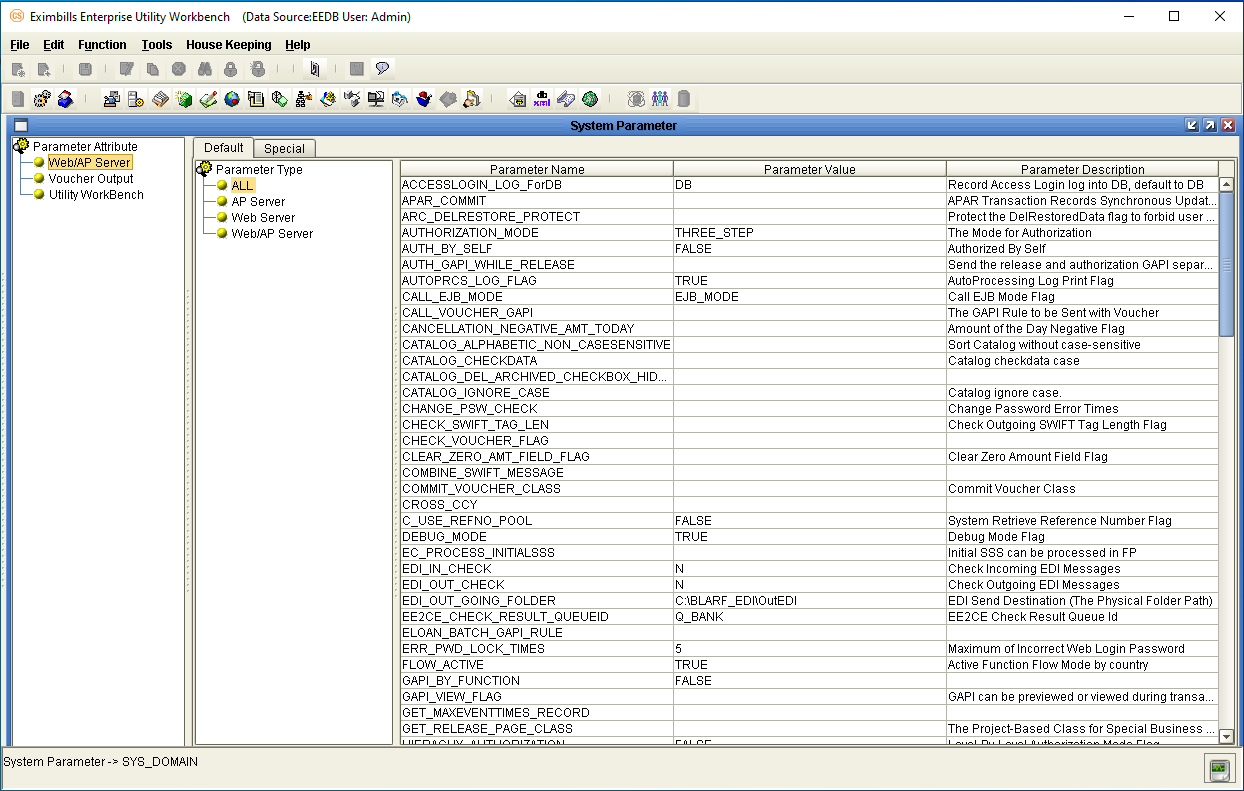 Eximbills Enterprise Utility Workbench (Data Source:EEDB User: Admin)
File Edit Function Tools House Keeping Help
System Parameter
Parameter Attribute
Web/AP Server
Voucher Output
Utility WorkBench
Default Special
Parameter Type
ALL
AP Server
Web Server
Web/AP Server
Parameter Name Parameter Value Parameter Description
ACCESSLOGIN_LOG_ForDB DB Record Access Login log into DB, default to DB
APAR_COMMIT APAR Transaction Records Synchronous Updat...
ARC_DELRESTORE_PROTECT Protect the DelRestoredData flag to forbid user ...
AUTHORIZATION_MODE THREE_STEP The Mode for Authorization
AUTH_BY_SELF FALSE Authorized By Self
AUTH_GAPI_WHILE_RELEASE Send the release and authorization GAPI separ...
AUTOPRCS_LOG_FLAG TRUE AutoProcessing Log Print Flag
CALL_EJB_MODE EJB_MODE Call EJB Mode Flag
CALL_VOUCHER_GAPI The GAPI Rule to be Sent with Voucher
CANCELLATION_NEGATIVE_AMT_TODAY Amount of the Day Negative Flag
CATALOG_ALPHABETIC_NON_CASESENSITIVE Sort Catalog without case-sensitive
CATALOG_CHECKDATA Catalog checkdata case
CATALOG_DEL_ARCHIVED_CHECKBOX_HID...
CATALOG_IGNORE_CASE Catalog ignore case.
CHANGE_PSW_CHECK Change Password Error Times
CHECK_SWIFT_TAG_LEN Check Outgoing SWIFT Tag Length Flag
CHECK_VOUCHER_FLAG
CLEAR_ZERO_AMT_FIELD_FLAG Clear Zero Amount Field Flag
COMBINE_SWIFT_MESSAGE
COMMIT_VOUCHER_CLASS Commit Voucher Class
CROSS_CCY
C_USE_REFNO_POOL FALSE System Retrieve Reference Number Flag
DEBUG_MODE TRUE Debug Mode Flag
EC_PROCESS_INITIALSSS Initial SSS can be processed in FP
EDI_IN_CHECK N Check Incoming EDI Messages
EDI_OUT_CHECK N Check Outgoing EDI Messages
EDI_OUT_GOING_FOLDER C:\BLARF_EDI\OutEDI EDI Send Destination (The Physical Folder Path)
EE2CE_CHECK_RESULT_QUEUEID Q_BANK EE2CE Check Result Queue Id
ELOAN_BATCH_GAPI_RULE
ERR_PWD_LOCK_TIMES 5 Maximum of Incorrect Web Login Password
FLOW_ACTIVE TRUE Active Function Flow Mode by country
GAPI_BY_FUNCTION FALSE
GAPI_VIEW_FLAG GAPI can be previewed or viewed during transa...
GET_MAXEVENTTIMES_RECORD
GET_RELEASE_PAGE_CLASS The Project-Based Class for Special Business ...
FALSE Level By Level Authorization Mode Flag
System Parameter -> SYS_DOMAIN